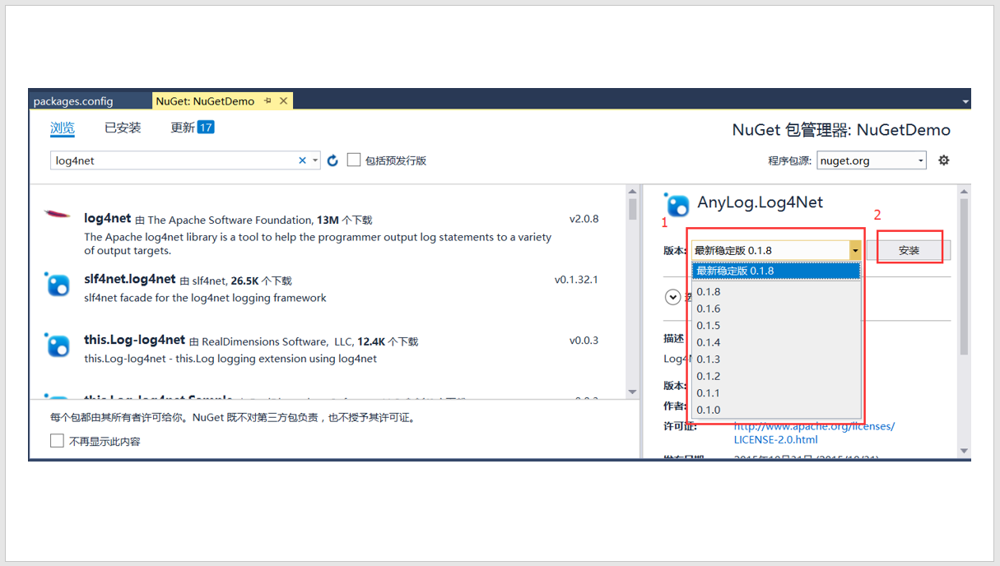 packages.config
NuGet: NuGetDemo
浏览 已安装 更新 17
NuGet 包管理器: NuGetDemo
log4net
包括预发行版
程序包源: nuget.org
log4net 由 The Apache Software Foundation, 13M 个下载 v2.0.8
The Apache log4net library is a tool to help the programmer output log statements to a variety
of output targets.
slf4net.log4net 由 slf4net, 26.5K 个下载 v0.1.32.1
slf4net facade for the log4net logging framework
this.Log-log4net 由 RealDimensions Software, LLC, 12.4K 个下载 v0.0.3
this.Log-log4net - this.Log logging extension using log4net
每个包都由其所有者许可给你。NuGet 既不对第三方包负责，也不授予其许可证。
不再显示此内容
AnyLog.Log4Net
1
2
版本: 最新稳定版 0.1.8
安装
最新稳定版 0.1.8
0.1.8
0.1.6
0.1.5
0.1.4
0.1.3
0.1.2
0.1.1
0.1.0
描述
版本:
作者:
许可证: http://www.apache.org/licenses/
LICENSE-2.0.html